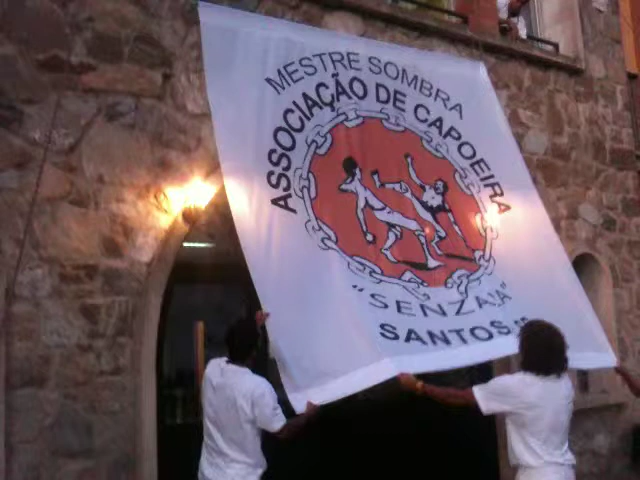 MESTRE SOMBRA
ASSOCIAÇÃO DE CAPOEIRA
"SENZALA"
SANTOS